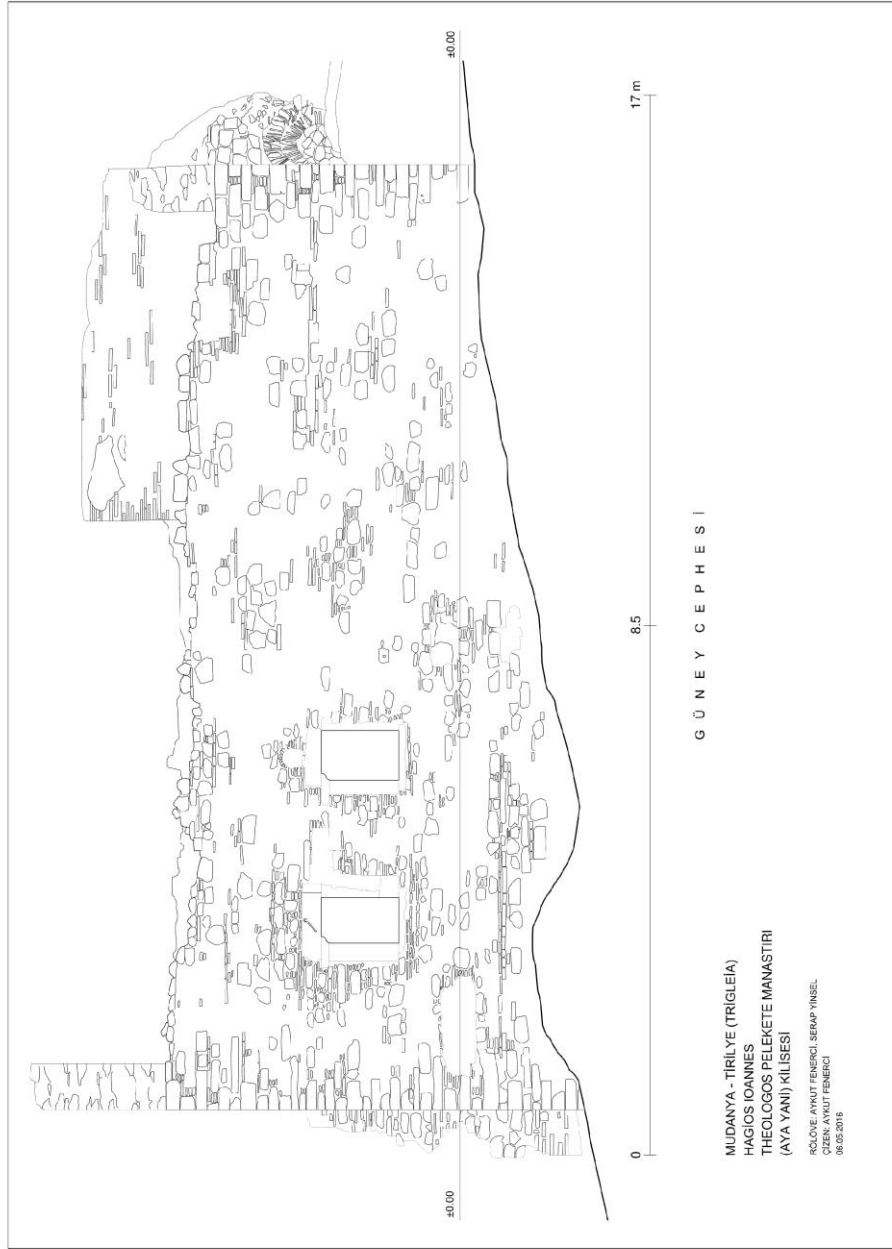 ±0.00
±0.00
0
8.5
17 m
GÜNEY CEPHESİ
MUDANYA - TİRİLYE (TRİGLEİA)
HAGİOS IOANNES
THEOLOGOS PELEKETE MANASTIRI
(AYA YANİ) KİLİSESİ
RÖLÖVE: AYKUT FENERCİ, SERAP YİNSEL
ÇİZEN: AYKUT FENERCİ
06.05.2016